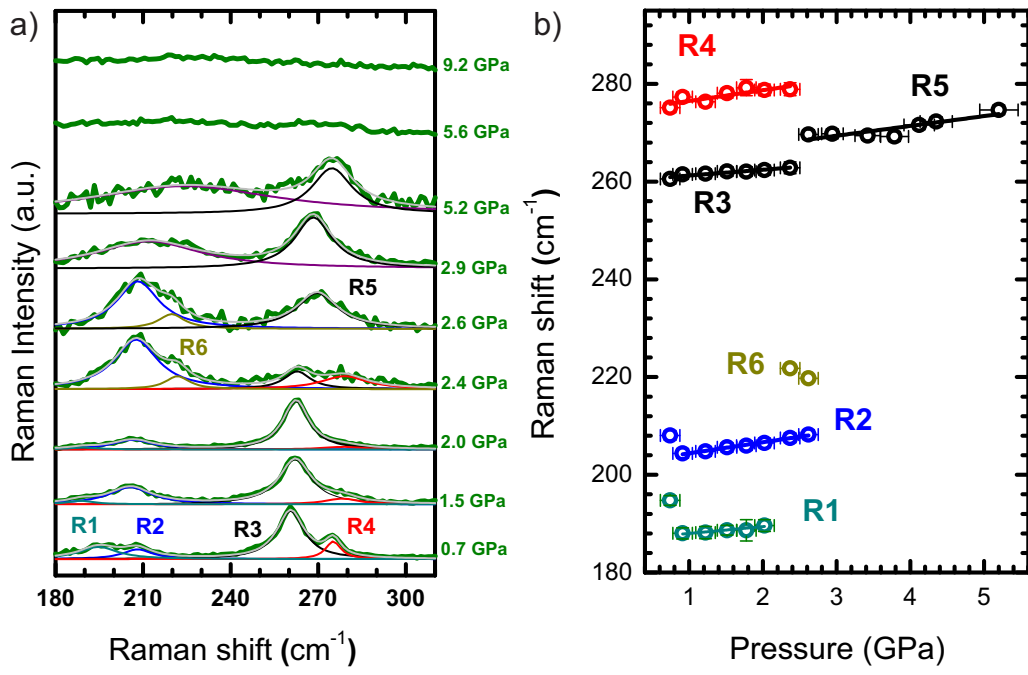 a)
9.2 GPa
5.6 GPa
5.2 GPa
2.9 GPa
R5
2.6 GPa
R6
2.4 GPa
2.0 GPa
1.5 GPa
R1 R2 R3 R4
0.7 GPa
180 210 240 270 300
Raman shift (cm⁻¹)
Raman Intensity (a.u.)
b)
R4
R5
R3
R6
R2
R1
280
260
240
220
200
180
1 2 3 4 5
Pressure (GPa)
Raman shift (cm⁻¹)